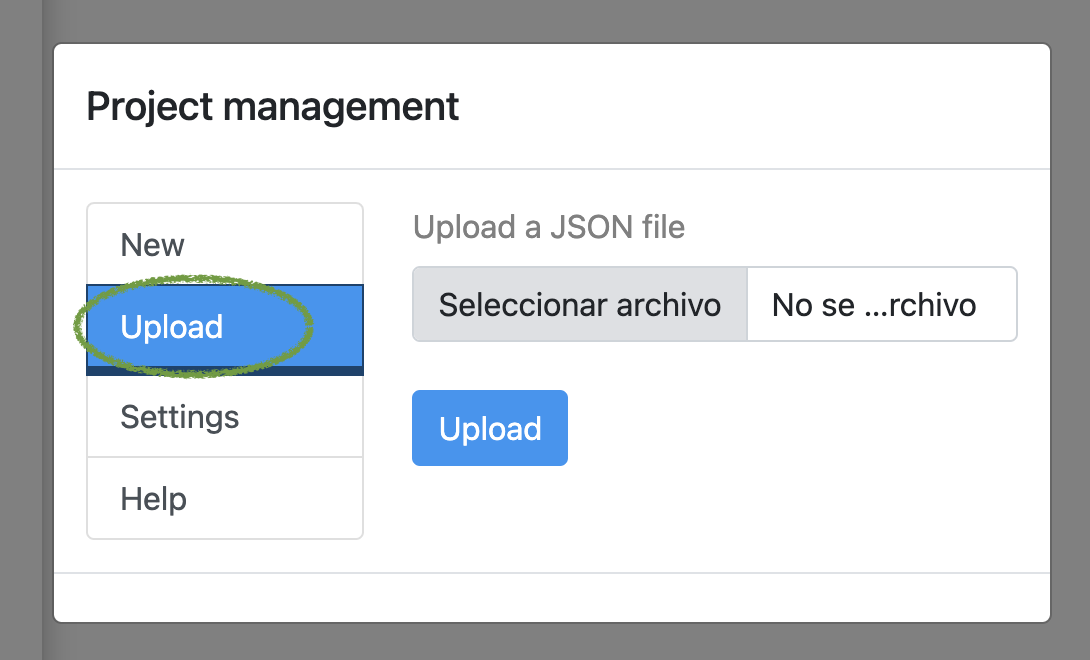 Project management
New
Upload
Settings
Help
Upload a JSON file
Seleccionar archivo No se ...rchivo
Upload